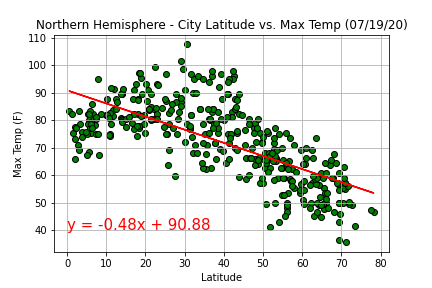 Northern Hemisphere - City Latitude vs. Max Temp (07/19/20)
110
100
90
80
70
60
50
40
Max Temp (F)
y = -0.48x + 90.88
0 10 20 30 40 50 60 70 80
Latitude